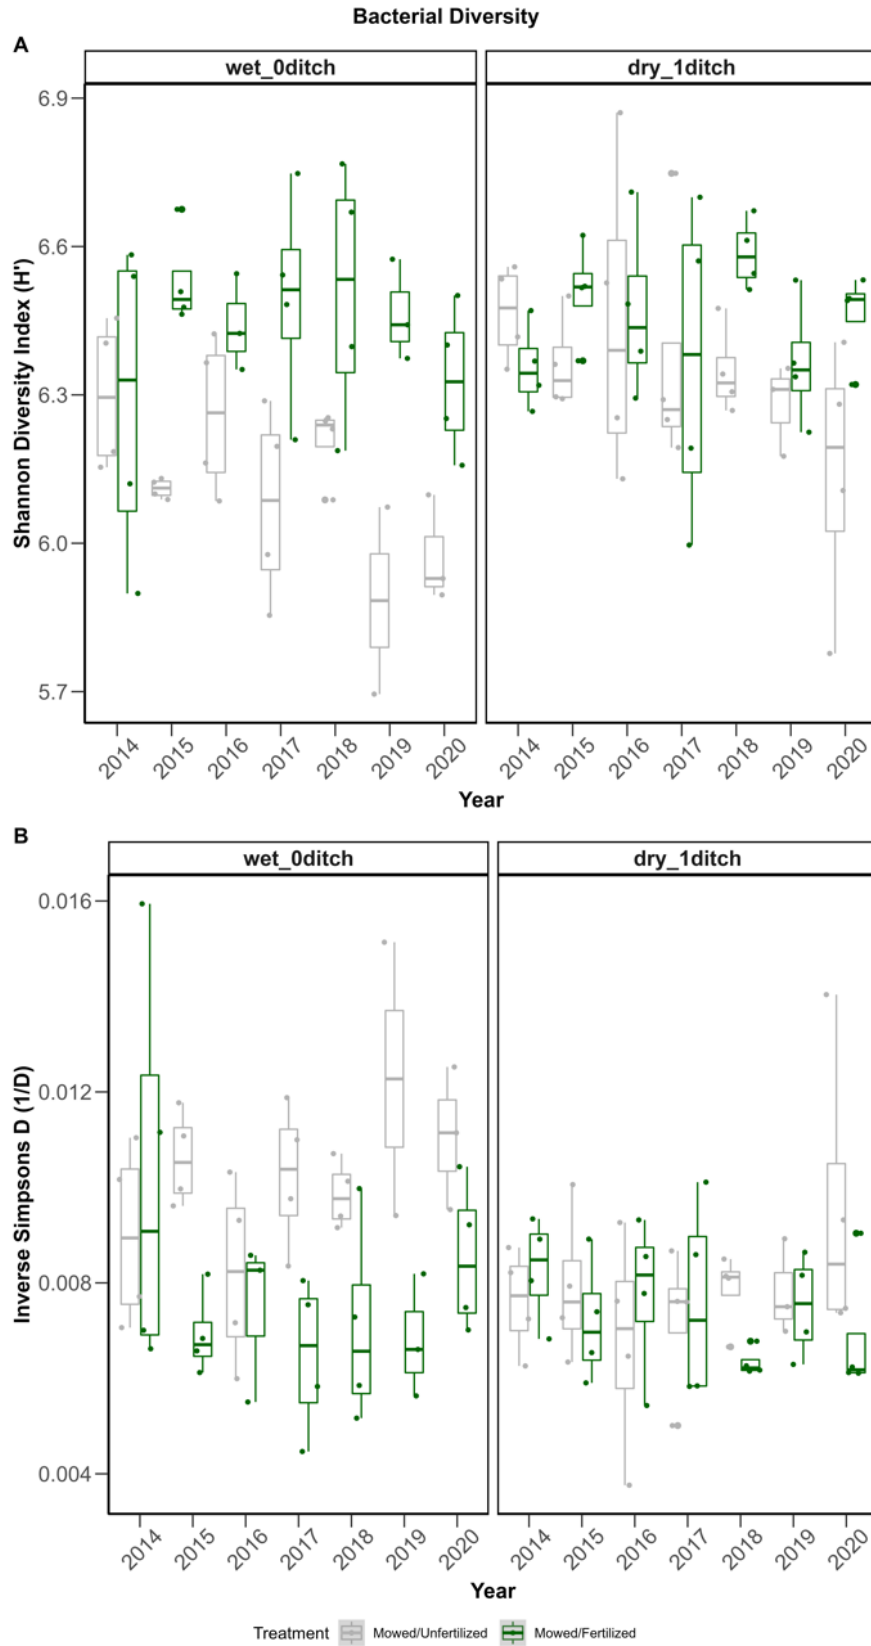 Bacterial Diversity
A
wet_0ditch dry_1ditch
Shannon Diversity Index (H')
6.9
6.6
6.3
6.0
5.7
2014 2015 2016 2017 2018 2019 2020 2014 2015 2016 2017 2018 2019 2020
Year
B
wet_0ditch dry_1ditch
Inverse Simpsons D (1/D)
0.016
0.012
0.008
0.004
2014 2015 2016 2017 2018 2019 2020 2014 2015 2016 2017 2018 2019 2020
Year
Treatment Mowed/Unfertilized Mowed/Fertilized